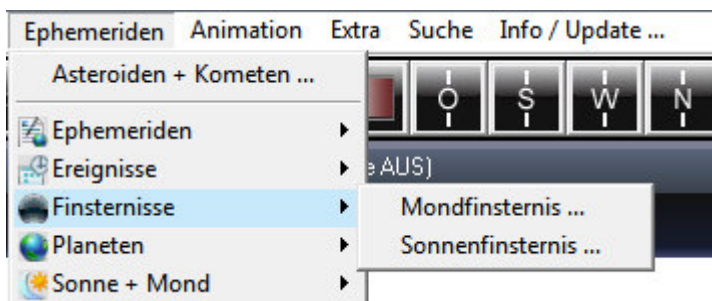 Ephemeriden Animation Extra Suche Info / Update ...
Asteroiden + Kometen ...
O S W N
Ephemeriden
Ereignisse
AUS)
Finsternisse
Mondfinsternis ...
Planeten
Sonnenfinsternis ...
Sonne + Mond